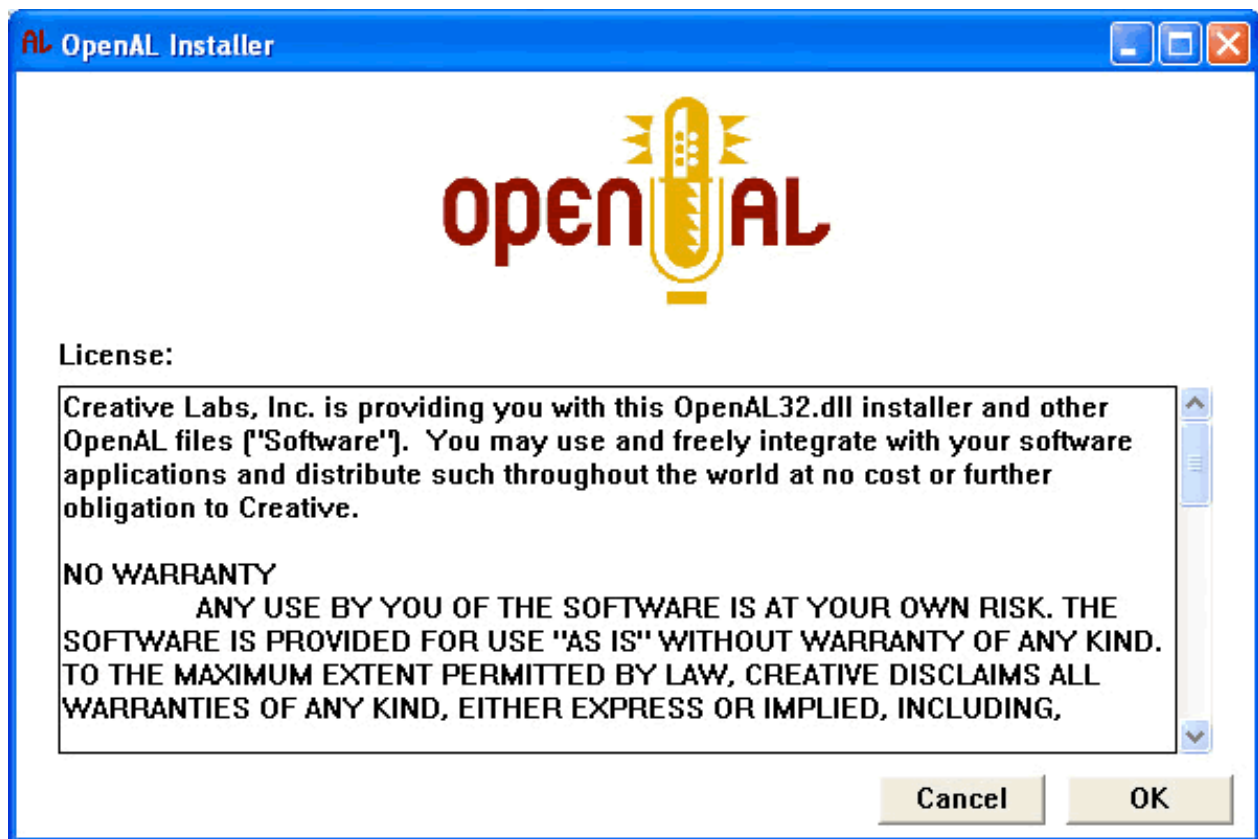 AL OpenAL Installer
OPEN AL
License:
Creative Labs, Inc. is providing you with this OpenAL32.dll installer and other
OpenAL files ("Software").  You may use and freely integrate with your software
applications and distribute such throughout the world at no cost or further
obligation to Creative.
NO WARRANTY
ANY USE BY YOU OF THE SOFTWARE IS AT YOUR OWN RISK. THE
SOFTWARE IS PROVIDED FOR USE "AS IS" WITHOUT WARRANTY OF ANY KIND.
TO THE MAXIMUM EXTENT PERMITTED BY LAW, CREATIVE DISCLAIMS ALL
WARRANTIES OF ANY KIND, EITHER EXPRESS OR IMPLIED, INCLUDING,
Cancel OK